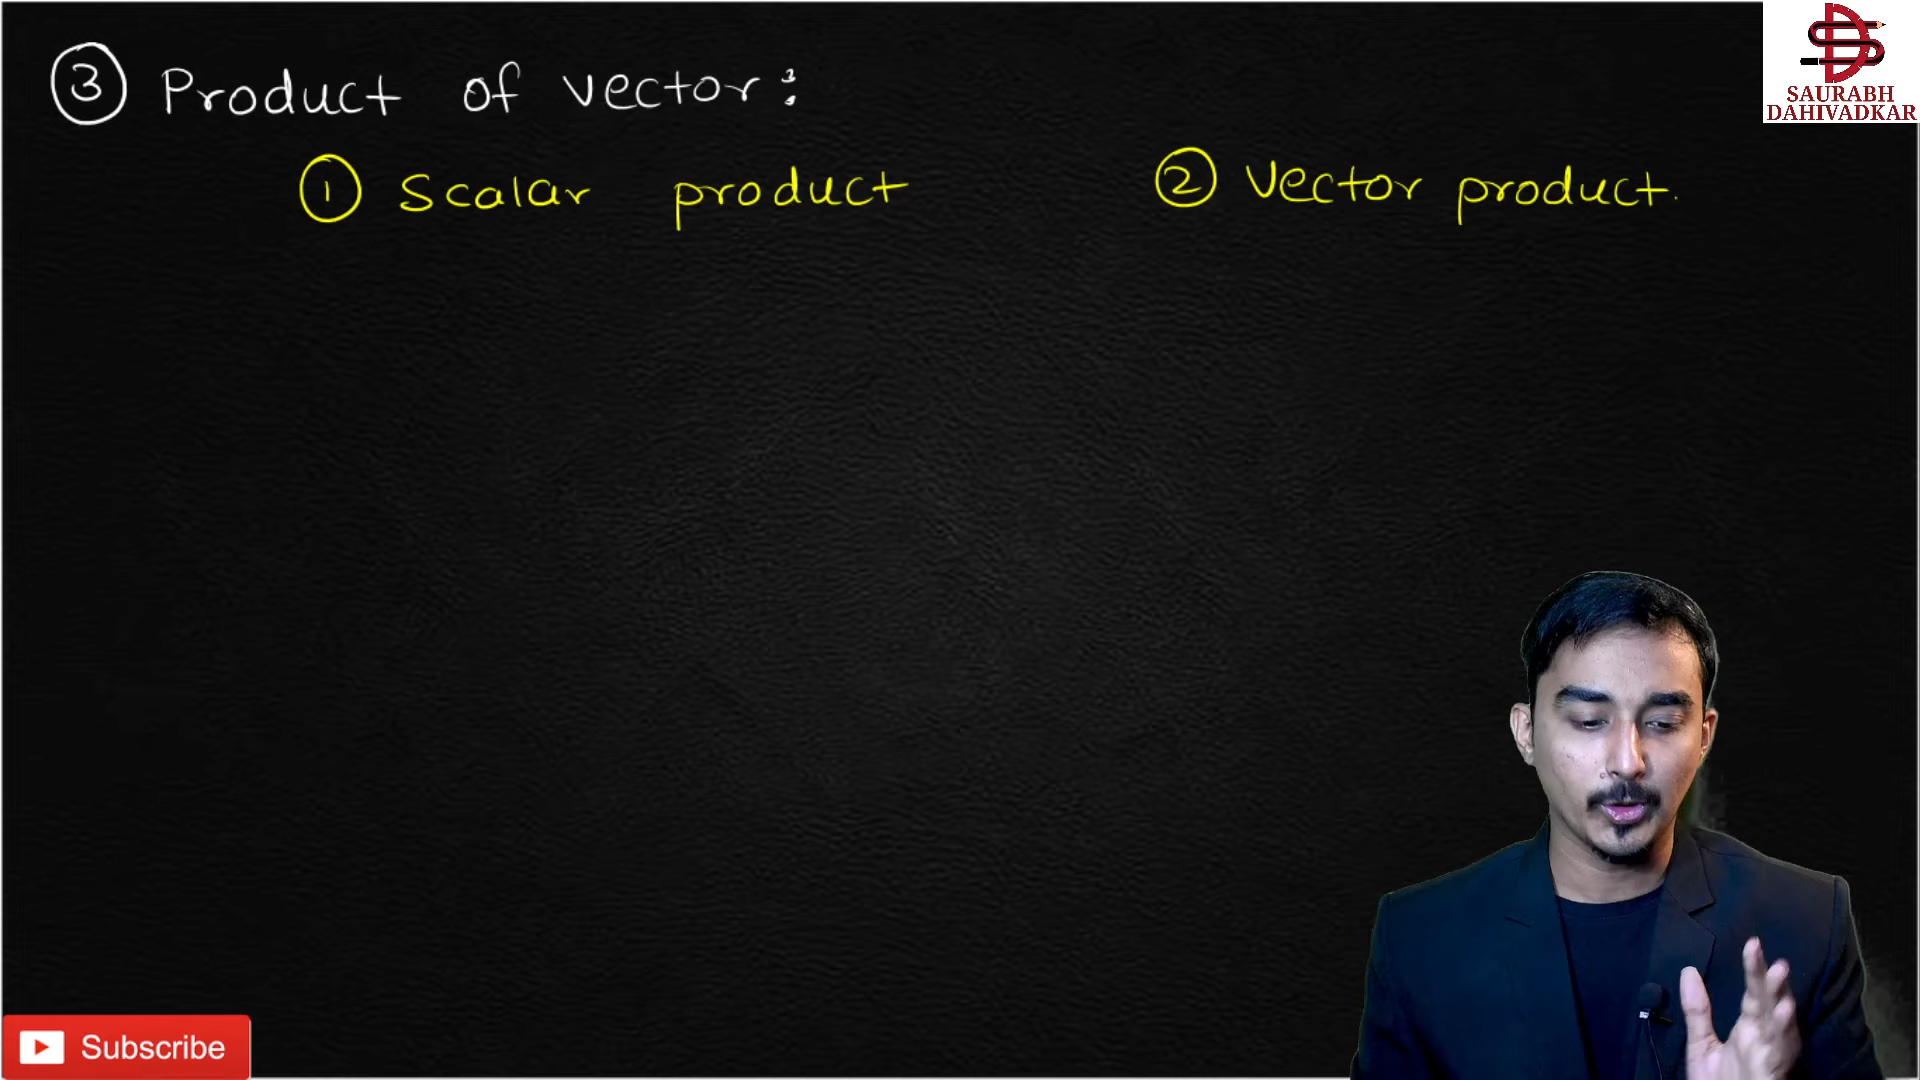 ③ Product of vector:
① Scalar product
② Vector product.
SAURABH
DAHIVADKAR
Subscribe